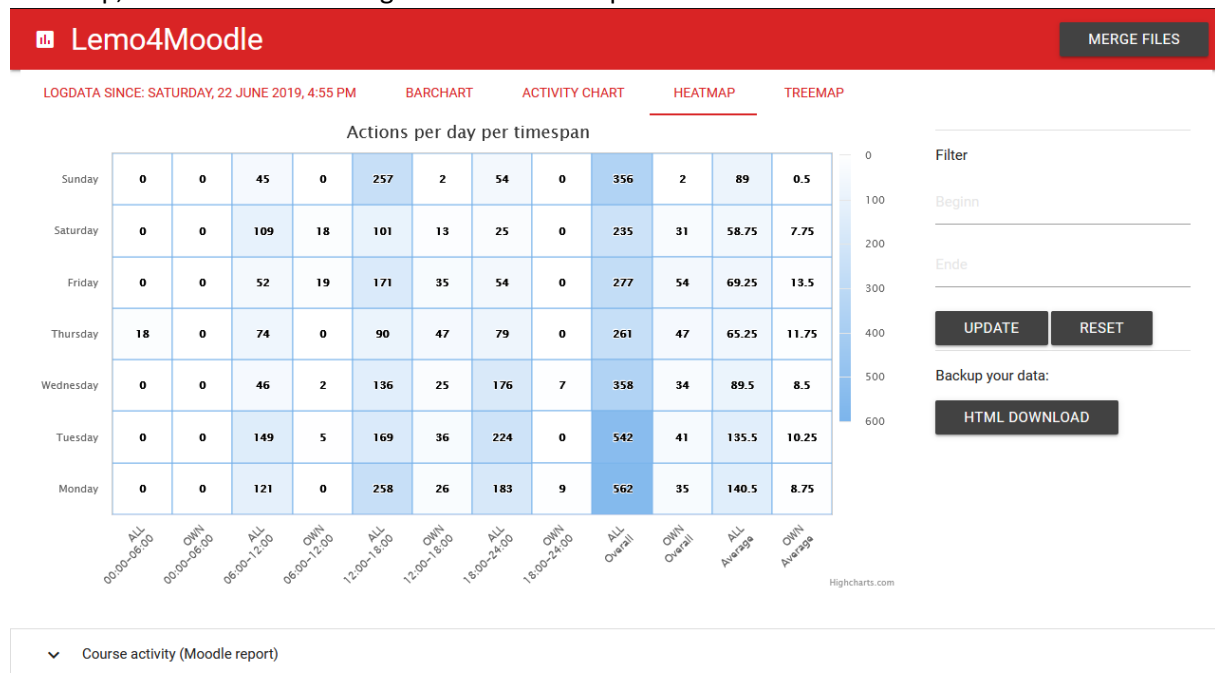 Lemo4Moodle
MERGE FILES
LOGDATA SINCE: SATURDAY, 22 JUNE 2019, 4:55 PM BARCHART ACTIVITY CHART HEATMAP TREEMAP
Actions per day per timespan
Sunday 0 0 45 0 257 2 54 0 356 2 89 0.5
Saturday 0 0 109 18 101 13 25 0 235 31 58.75 7.75
Friday 0 0 52 19 171 35 54 0 277 54 69.25 13.5
Thursday 18 0 74 0 90 47 79 0 261 47 65.25 11.75
Wednesday 0 0 46 2 136 25 176 7 358 34 89.5 8.5
Tuesday 0 0 149 5 169 36 224 0 542 41 135.5 10.25
Monday 0 0 121 0 258 26 183 9 562 35 140.5 8.75
ALL 00:00–06:00
OWN 00:00–06:00
ALL 06:00–12:00
OWN 06:00–12:00
ALL 12:00–18:00
OWN 12:00–18:00
ALL 18:00–24:00
OWN 18:00–24:00
ALL Overall
OWN Overall
ALL Average
OWN Average
0
100
200
300
400
500
600
Highcharts.com
Filter
Beginn
Ende
UPDATE RESET
Backup your data:
HTML DOWNLOAD
Course activity (Moodle report)